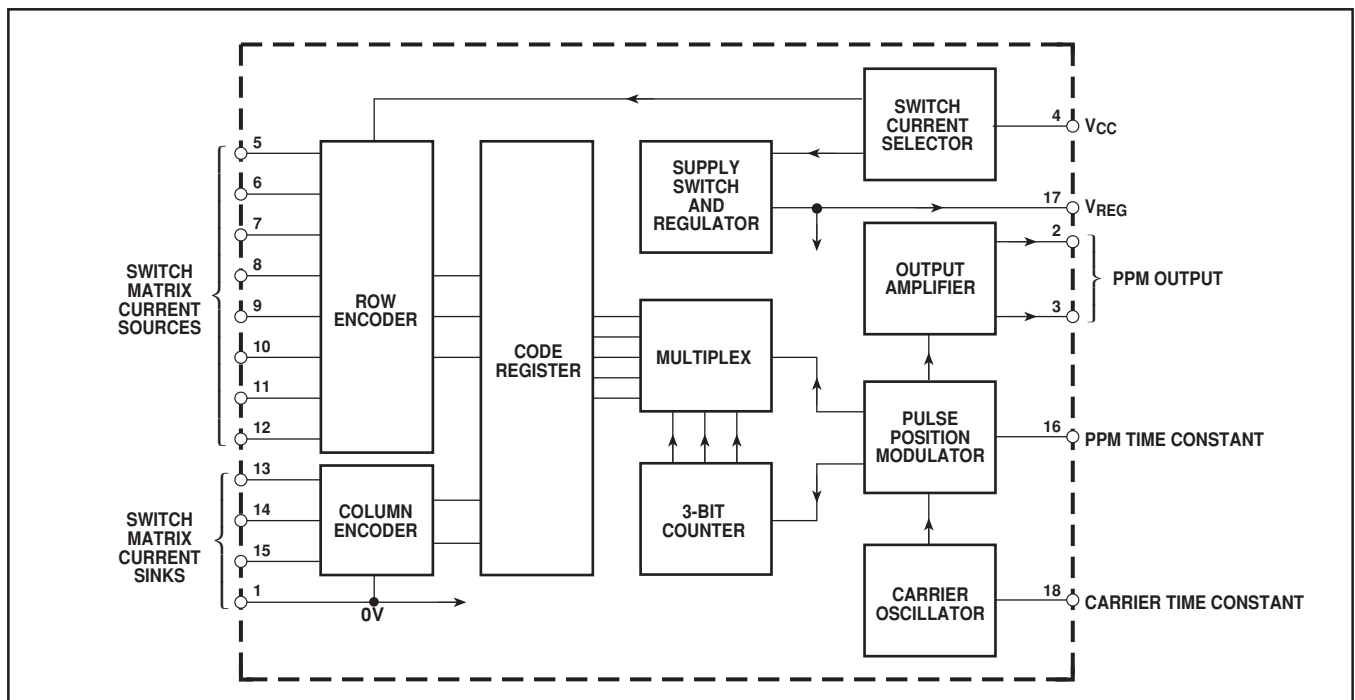 SWITCH
MATRIX
CURRENT
SOURCES
5
6
7
8
9
10
11
12
SWITCH
MATRIX
CURRENT
SINKS
13
14
15
1
0V
ROW
ENCODER
COLUMN
ENCODER
CODE
REGISTER
SWITCH
CURRENT
SELECTOR
SUPPLY
SWITCH
AND
REGULATOR
MULTIPLEX
3-BIT
COUNTER
OUTPUT
AMPLIFIER
PULSE
POSITION
MODULATOR
CARRIER
OSCILLATOR
4 VCC
17 VREG
2
3
PPM OUTPUT
16 PPM TIME CONSTANT
18 CARRIER TIME CONSTANT